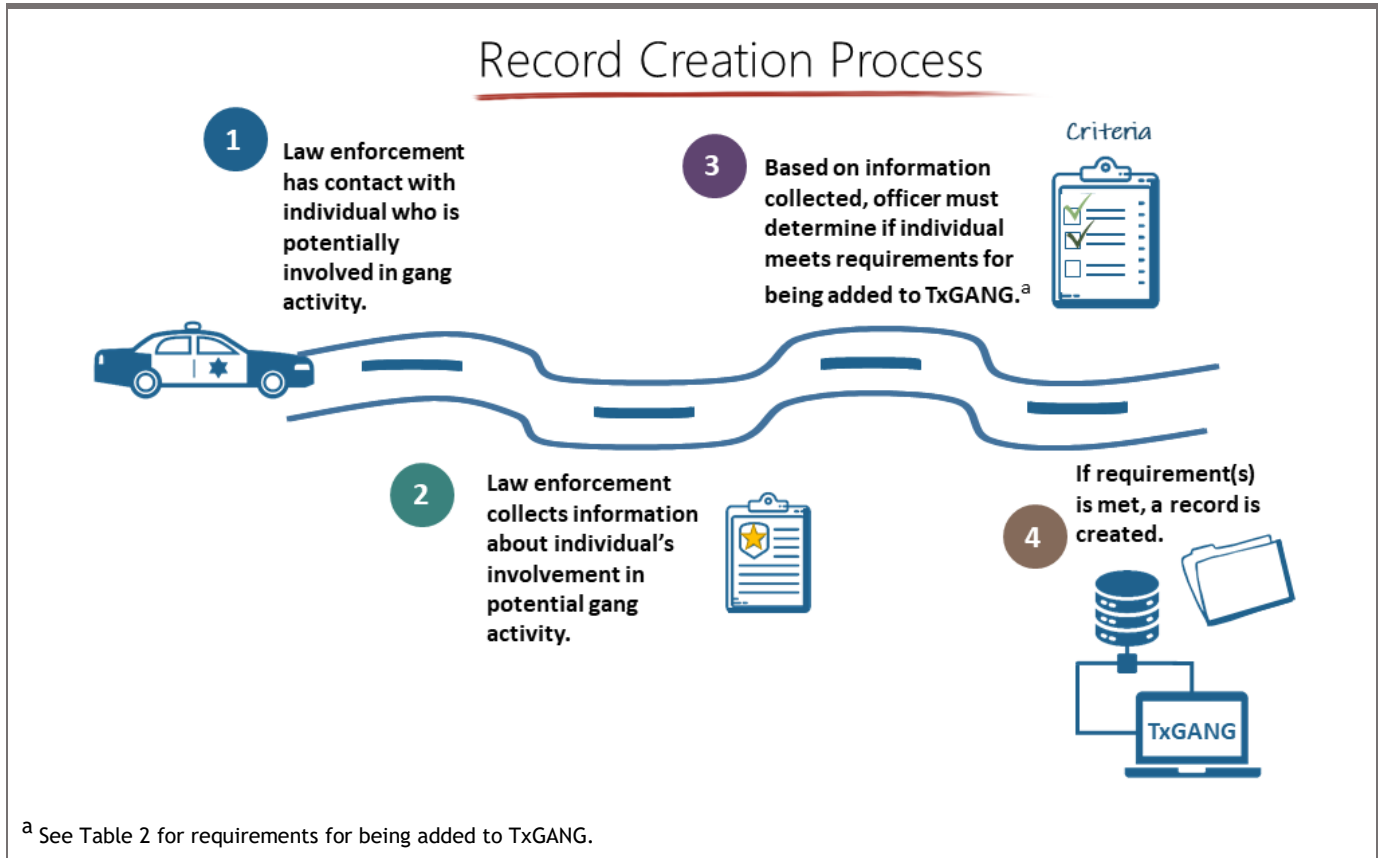 Record Creation Process
1
Law enforcement
has contact with
individual who is
potentially
involved in gang
activity.
2
Law enforcement
collects information
about individual’s
involvement in
potential gang
activity.
3
Based on information
collected, officer must
determine if individual
meets requirements for
being added to TxGANG.a
Criteria
4
If requirement(s)
is met, a record is
created.
TxGANG
a See Table 2 for requirements for being added to TxGANG.